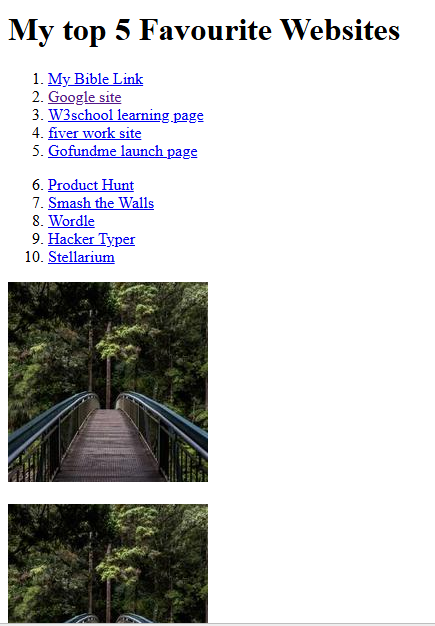 My top 5 Favourite Websites
1. My Bible Link
2. Google site
3. W3school learning page
4. fiver work site
5. Gofundme launch page
6. Product Hunt
7. Smash the Walls
8. Wordle
9. Hacker Typer
10. Stellarium